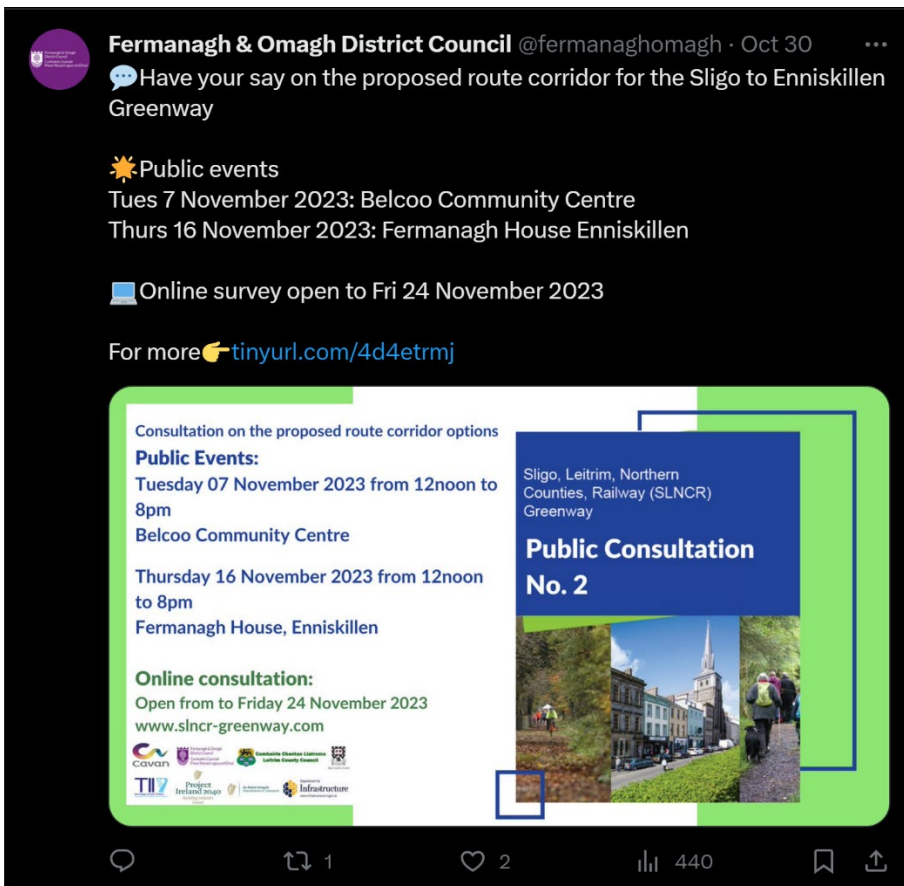 Fermanagh & Omagh District Council @fermanaghomagh · Oct 30
💬Have your say on the proposed route corridor for the Sligo to Enniskillen
Greenway
🌟Public events
Tues 7 November 2023: Belcoo Community Centre
Thurs 16 November 2023: Fermanagh House Enniskillen
💻Online survey open to Fri 24 November 2023
For more👉tinyurl.com/4d4etrmj
Consultation on the proposed route corridor options
Public Events:
Tuesday 07 November 2023 from 12noon to
8pm
Belcoo Community Centre
Thursday 16 November 2023 from 12noon
to 8pm
Fermanagh House, Enniskillen
Online consultation:
Open from to Friday 24 November 2023
www.slncr-greenway.com
Sligo, Leitrim, Northern
Counties, Railway (SLNCR)
Greenway
Public Consultation
No. 2
Cavan
Comhairle Chontae Liatroma
Leitrim County Council
TII
Project
Ireland 2040
Infrastructure
1
2
440